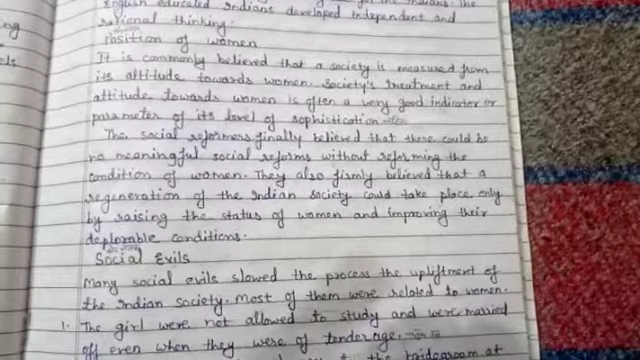 English educated Indians developed independent and
rational thinking.
Position of women
It is commonly believed that a society is measured from
its attitude towards women. Society's treatment and
attitude towards women is often a very good indicator or
parameter of its level of sophistication
The social reformers finally believed that there could be
no meaningful social reforms without reforming the
condition of women. They also firmly believed that a
regeneration of the Indian society could take place only
by raising the status of women and improving their
deplorable conditions.
Social Evils
Many social evils slowed the process the upliftment of
the Indian society. Most of them were related to women.
1. The girl were not allowed to study and were married
off even when they were of tender age.
the bridegroom at